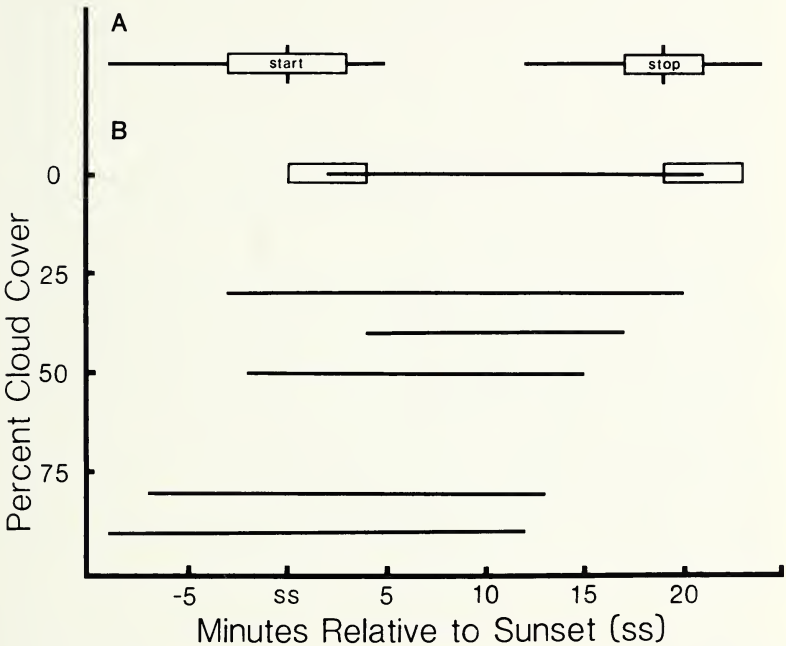 A
start
stop
B
0
25
50
75
Percent Cloud Cover
-5 ss 5 10 15 20
Minutes Relative to Sunset (ss)